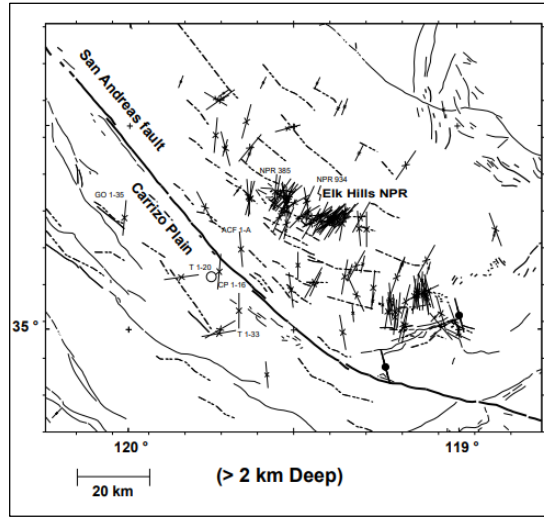 San Andreas fault
NPR 385
NPR 934
Elk Hills NPR
GO 1-35
Carrizo Plain
ACF 1-A
T 1-20
CP 1-16
T 1-33
35 °
120 °
119 °
20 km
(> 2 km Deep)